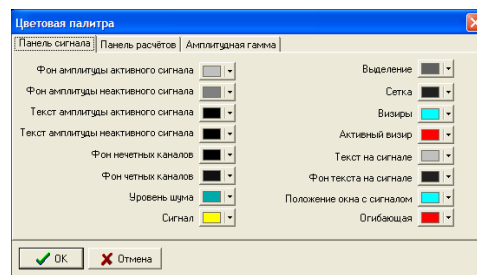 Цветовая палитра
Панель сигнала Панель расчётов Амплитудная гамма
Фон амплитуды активного сигнала
Фон амплитуды неактивного сигнала
Текст амплитуды активного сигнала
Текст амплитуды неактивного сигнала
Фон нечетных каналов
Фон четных каналов
Уровень шума
Сигнал
Выделение
Сетка
Визиры
Активный визир
Текст на сигнале
Фон текста на сигнале
Положение окна с сигналом
Огибающая
OK Отмена